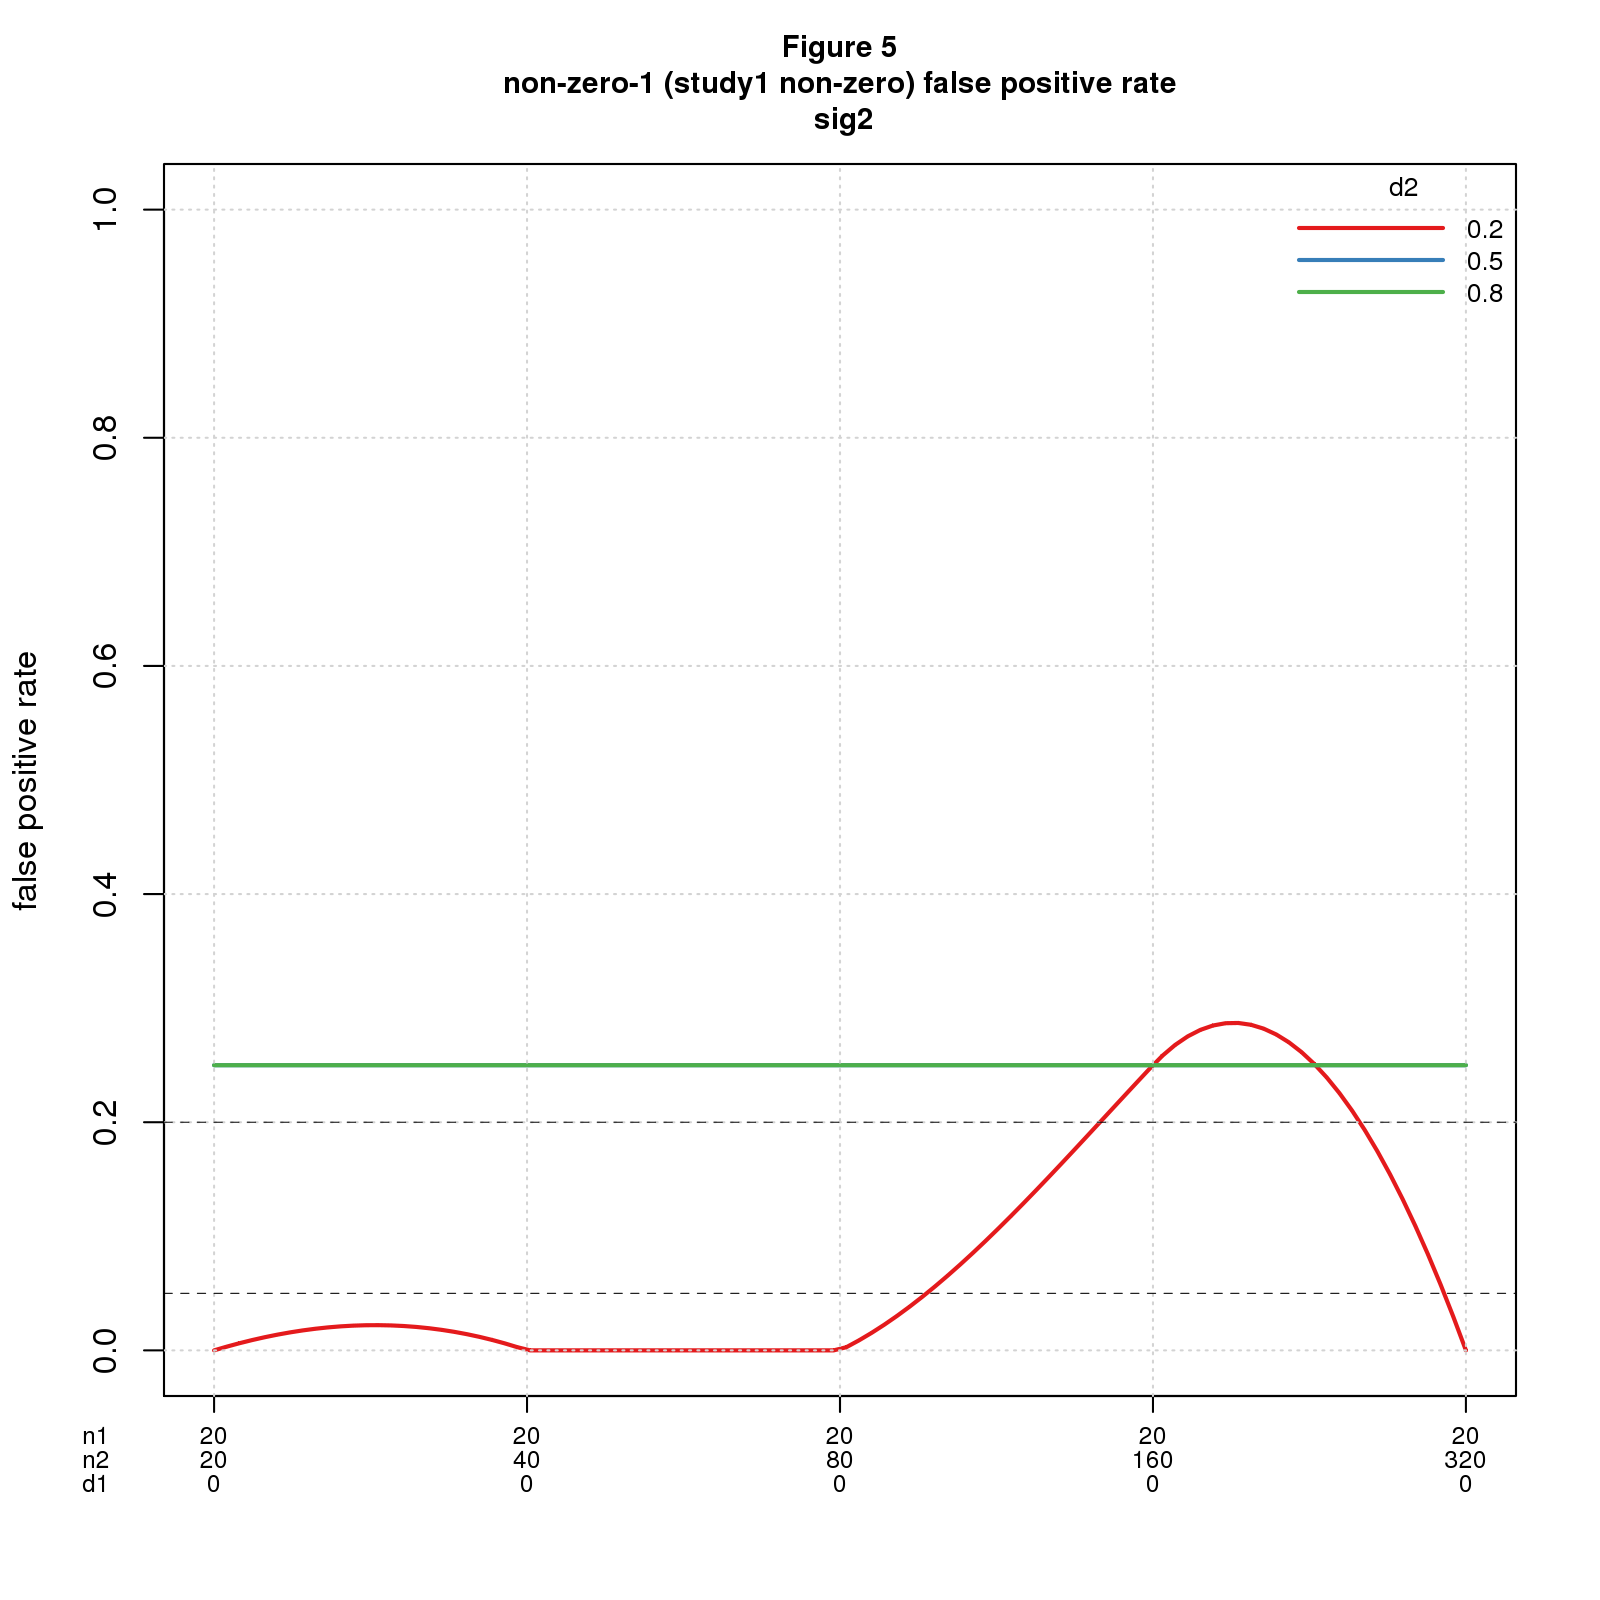 Figure 5
non-zero-1 (study1 non-zero) false positive rate
sig2
d2
0.2
0.5
0.8
false positive rate
1.0
0.8
0.6
0.4
0.2
0.0
n1 20 20 20 20 20
n2 20 40 80 160 320
d1 0 0 0 0 0